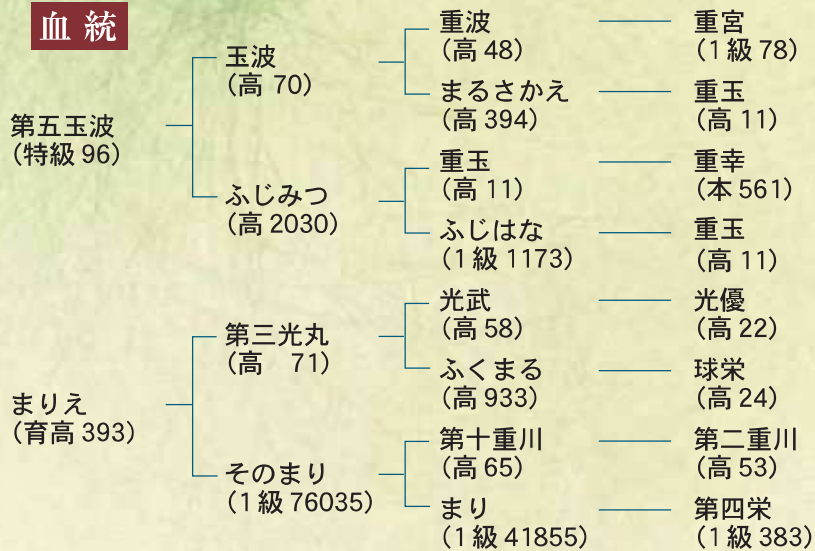 血統
第五玉波
(特級 96)
玉波
(高 70)
重波
(高 48)
重宮
(1級 78)
まるさかえ
(高 394)
重玉
(高 11)
ふじみつ
(高 2030)
重玉
(高 11)
重幸
(本 561)
ふじはな
(1級 1173)
重玉
(高 11)
まりえ
(育高 393)
第三光丸
(高 71)
光武
(高 58)
光優
(高 22)
ふくまる
(高 933)
球栄
(高 24)
そのまり
(1級 76035)
第十重川
(高 65)
第二重川
(高 53)
まり
(1級 41855)
第四栄
(1級 383)